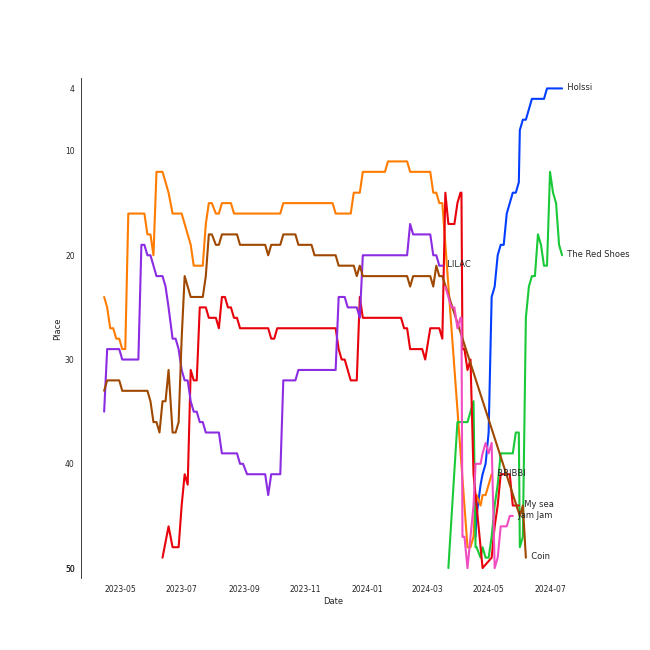 4
Holssi
10
20
LILAC
The Red Shoes
Place
30
40
BBIBBI
My sea
Jam Jam
Coin
50
2023-05
2023-07
2023-09
2023-11
2024-01
2024-03
2024-05
2024-07
Date